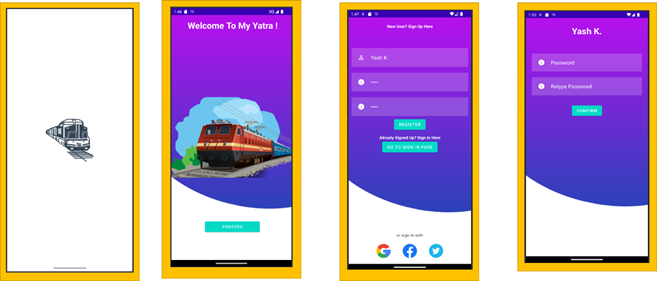 1:46
3G
Welcome To My Yatra !
PROCEED
1:47
New User? Sign Up Here
Yash K.
••••
••••
REGISTER
Already Signed Up? Sign In Here
GO TO SIGN IN PAGE
or sign in with
1:52
Yash K.
Password
Retype Password
CONFIRM